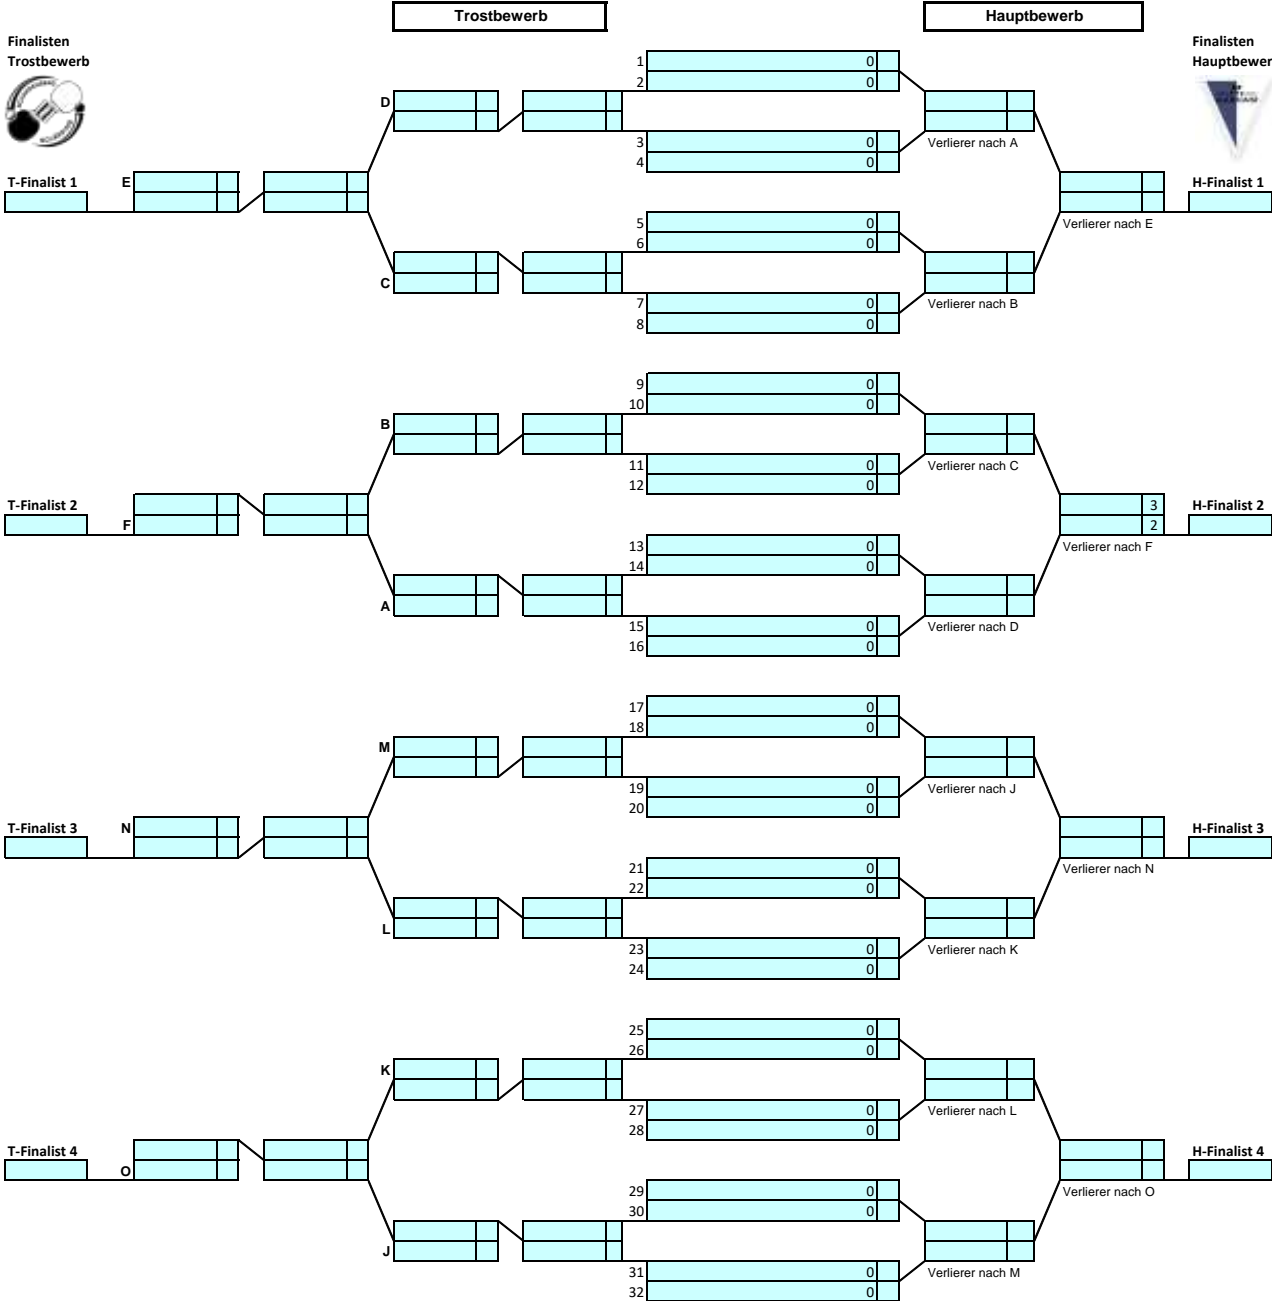 Trostbewerb
Hauptbewerb
Finalisten
Trostbewerb
Finalisten
Hauptbewer
1 0
2 0
D
3 0
4 0
Verlierer nach A
T-Finalist 1
E
H-Finalist 1
5 0
6 0
Verlierer nach E
C
7 0
8 0
Verlierer nach B
9 0
10 0
B
11 0
12 0
Verlierer nach C
T-Finalist 2
F
3
2
H-Finalist 2
13 0
14 0
Verlierer nach F
A
15 0
16 0
Verlierer nach D
17 0
18 0
M
19 0
20 0
Verlierer nach J
T-Finalist 3
N
H-Finalist 3
21 0
22 0
Verlierer nach N
L
23 0
24 0
Verlierer nach K
25 0
26 0
K
27 0
28 0
Verlierer nach L
T-Finalist 4
O
H-Finalist 4
29 0
30 0
Verlierer nach O
J
31 0
32 0
Verlierer nach M